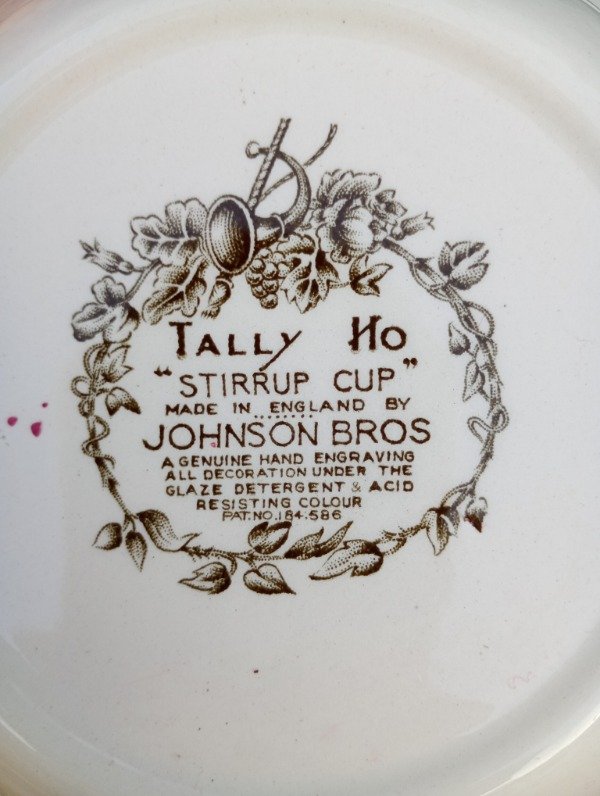 TALLY HO
"STIRRUP CUP"
MADE IN ENGLAND BY
JOHNSON BROS
A GENUINE HAND ENGRAVING
ALL DECORATION UNDER THE
GLAZE DETERGENT & ACID
RESISTING COLOUR
PAT. NO. 184-586